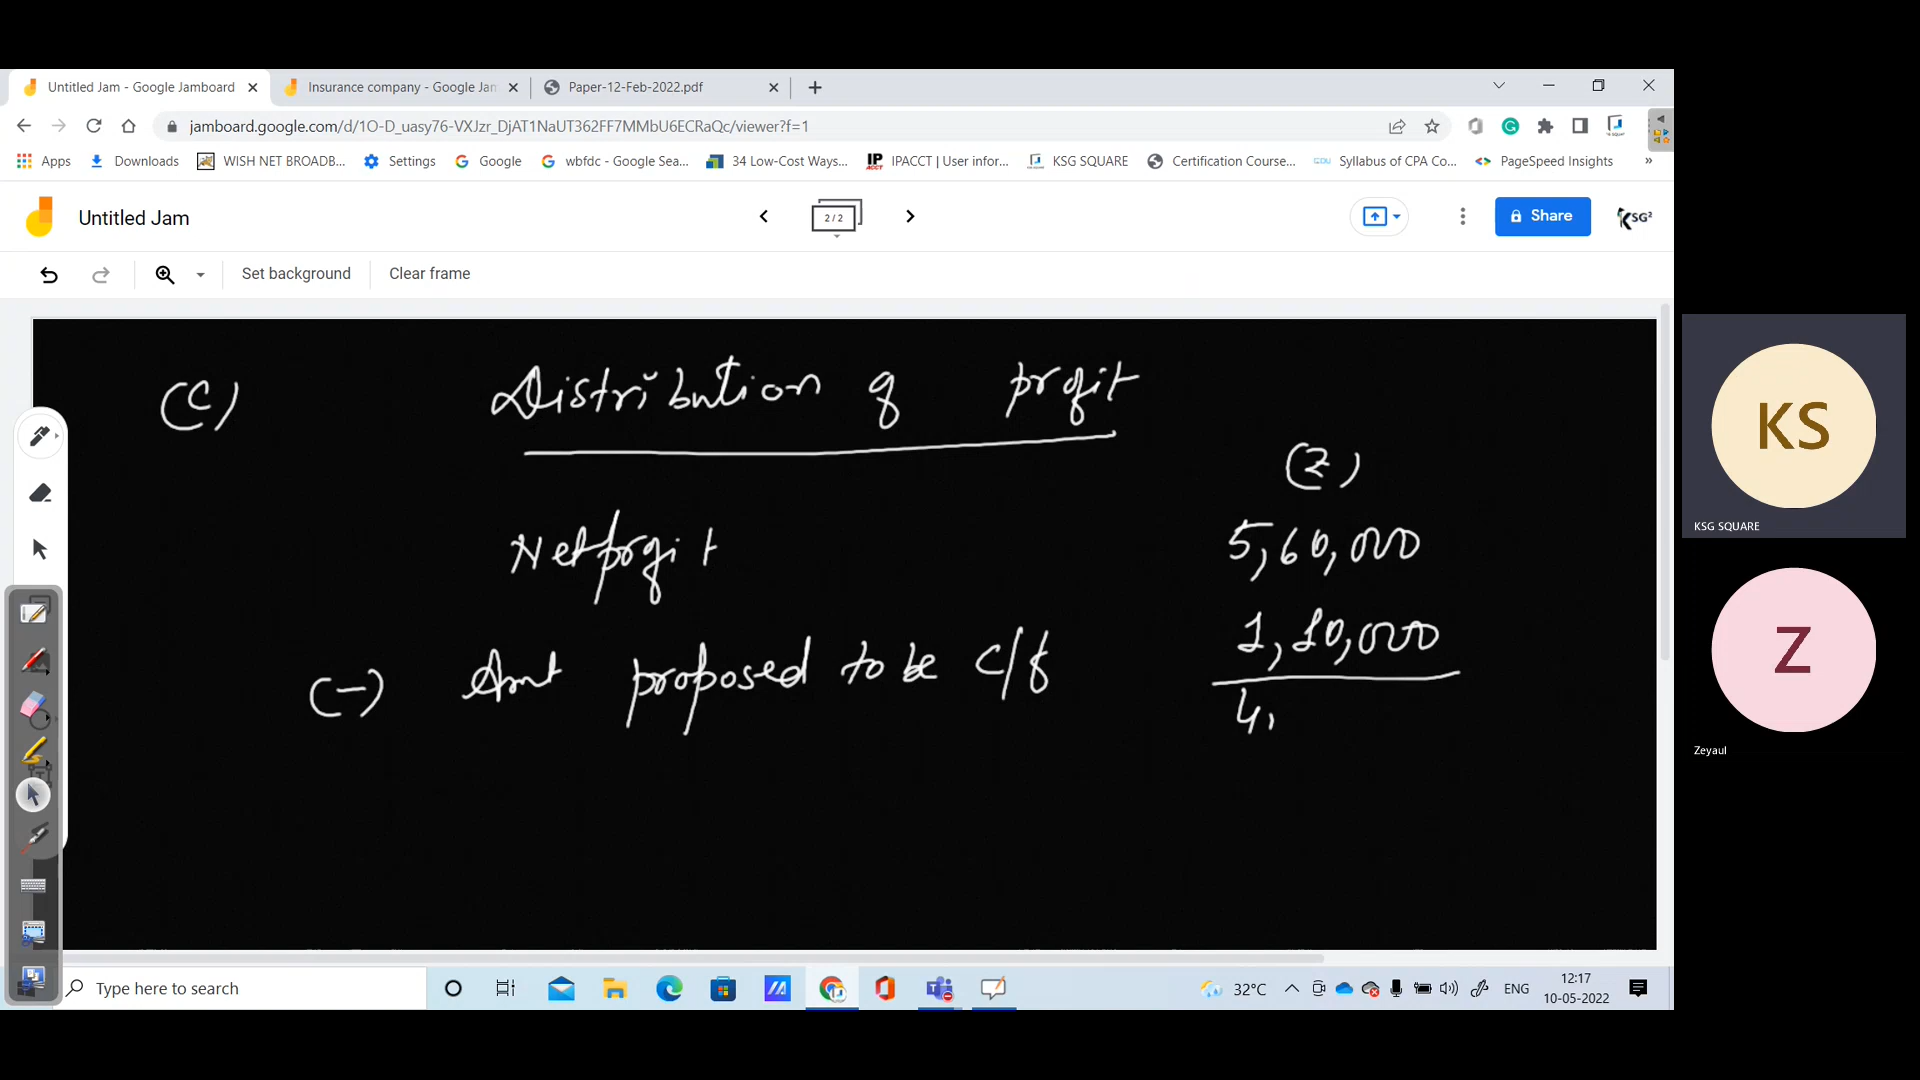 Untitled Jam - Google Jamboard
Insurance company - Google Jam
Paper-12-Feb-2022.pdf
jamboard.google.com/d/1O-D_uasy76-VXJzr_DjAT1NaUT362FF7MMbU6ECRaQc/viewer?f=1
Apps Downloads WISH NET BROADB... Settings Google wbfdc - Google Sea... 34 Low-Cost Ways... IPACCT | User infor... KSG SQUARE Certification Course... Syllabus of CPA Co... PageSpeed Insights »
Untitled Jam
2 / 2
Share
KSG²
Set background Clear frame
(C) Distribution of profit
(₹)
Net profit 5,60,000
(-) Amt proposed to be c/f 1,10,000
4,
KS
KSG SQUARE
Z
Zeyaul
Type here to search
32°C
ENG
12:17
10-05-2022